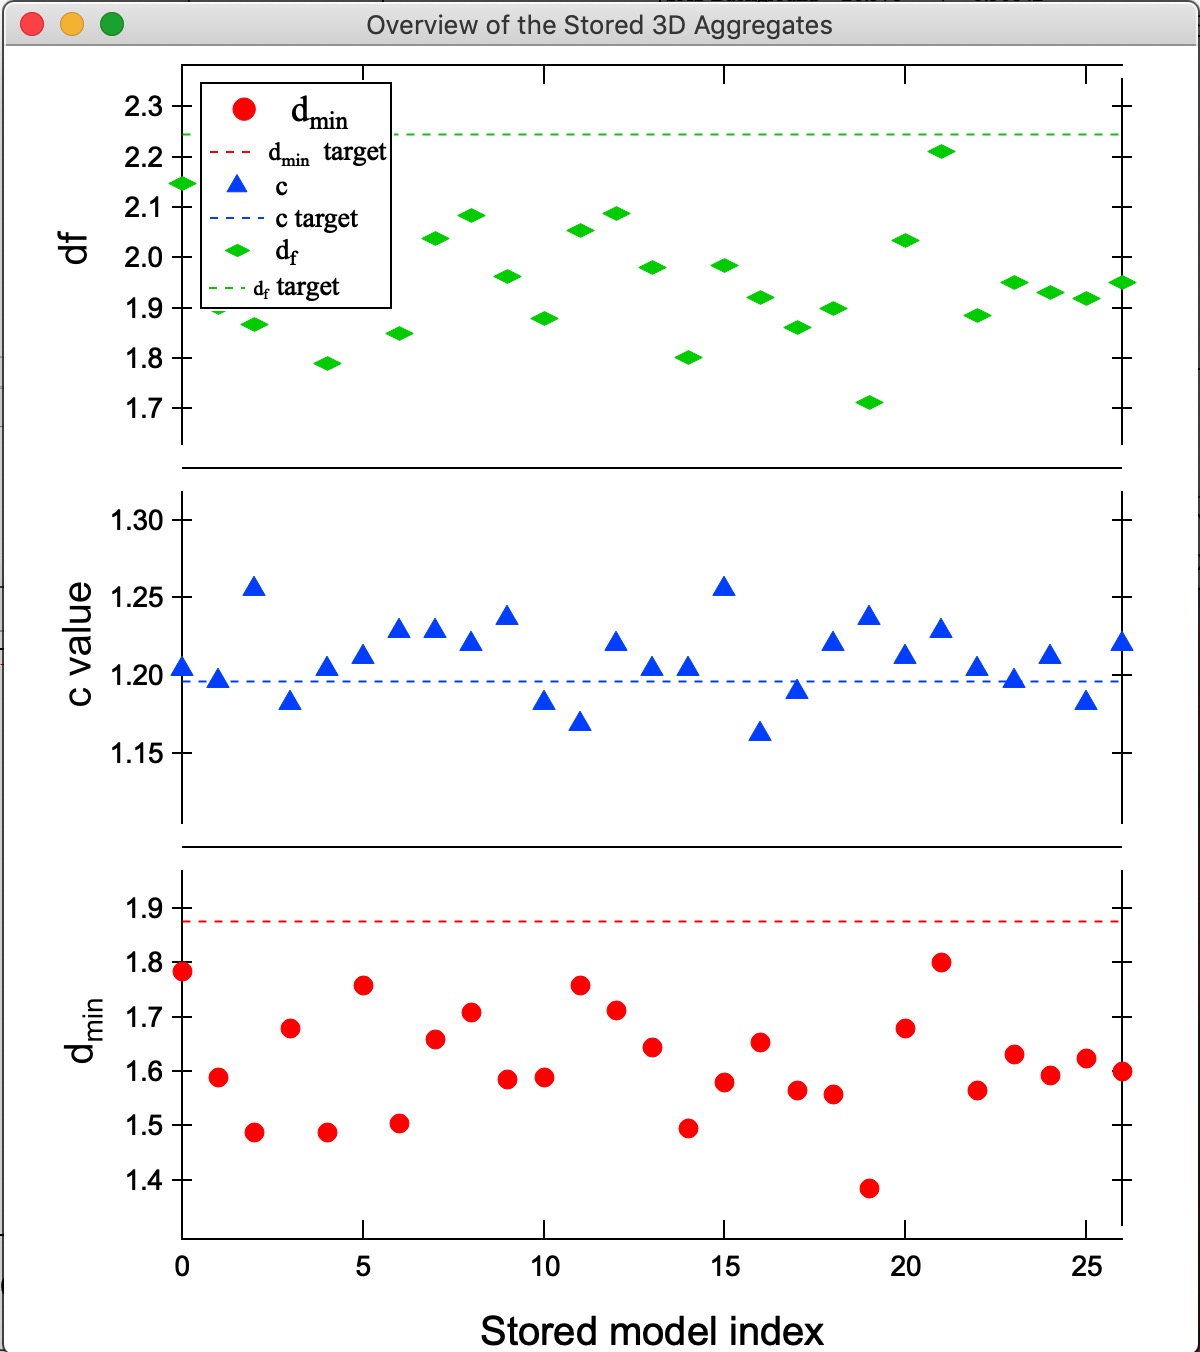 Overview of the Stored 3D Aggregates
2.3
2.2
2.1
2.0
1.9
1.8
1.7
df
dmin
dmin target
c
c target
df
df target
1.30
1.25
1.20
1.15
c value
1.9
1.8
1.7
1.6
1.5
1.4
dmin
0 5 10 15 20 25
Stored model index